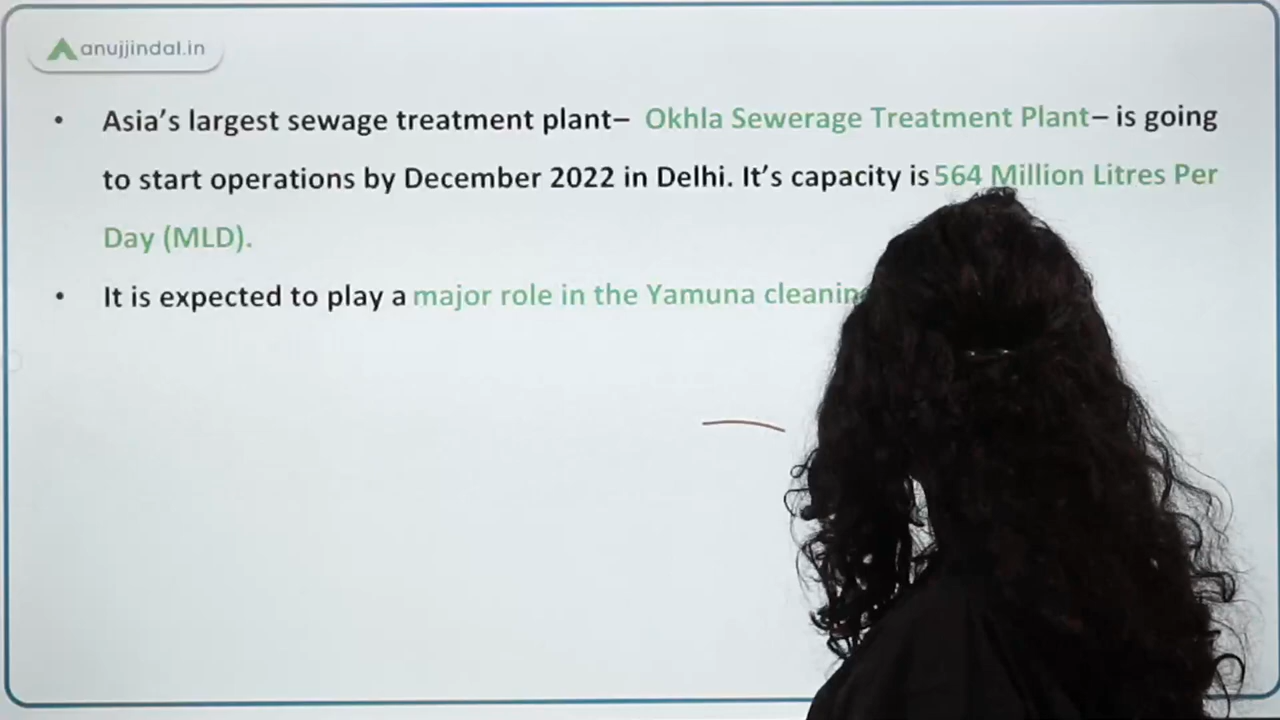 anujjindal.in
• Asia's largest sewage treatment plant– Okhla Sewerage Treatment Plant– is going
to start operations by December 2022 in Delhi. It's capacity is 564 Million Litres Per
Day (MLD).
• It is expected to play a major role in the Yamuna